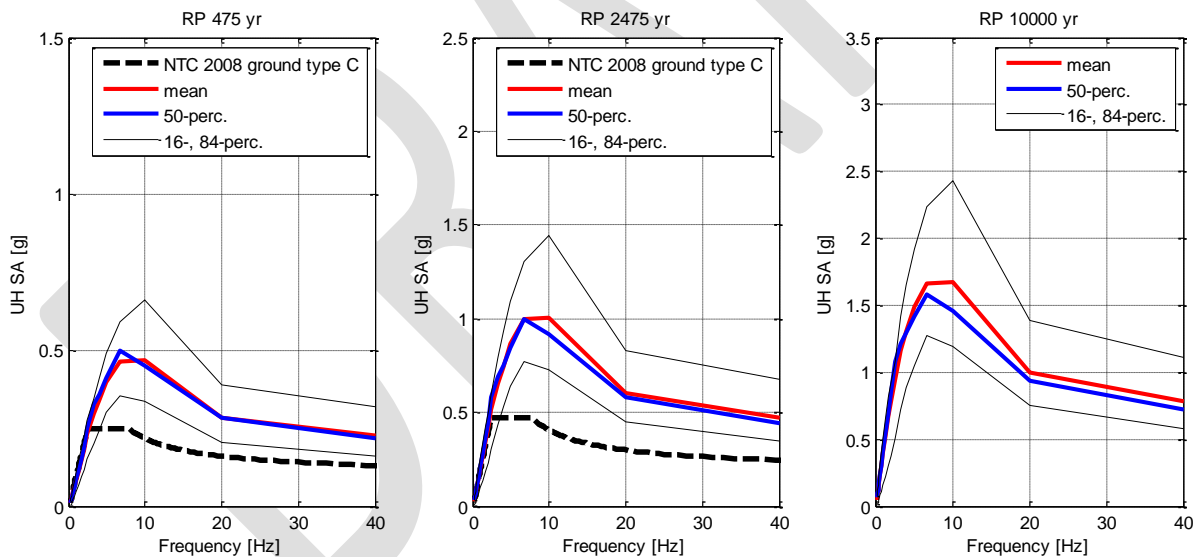 RP 475 yr
1.5
1
0.5
0
UH SA [g]
NTC 2008 ground type C
mean
50-perc.
16-, 84-perc.
0 10 20 30 40
Frequency [Hz]
RP 2475 yr
2.5
2
1.5
1
0.5
0
UH SA [g]
NTC 2008 ground type C
mean
50-perc.
16-, 84-perc.
0 10 20 30 40
Frequency [Hz]
RP 10000 yr
3.5
3
2.5
2
1.5
1
0.5
0
UH SA [g]
mean
50-perc.
16-, 84-perc.
0 10 20 30 40
Frequency [Hz]